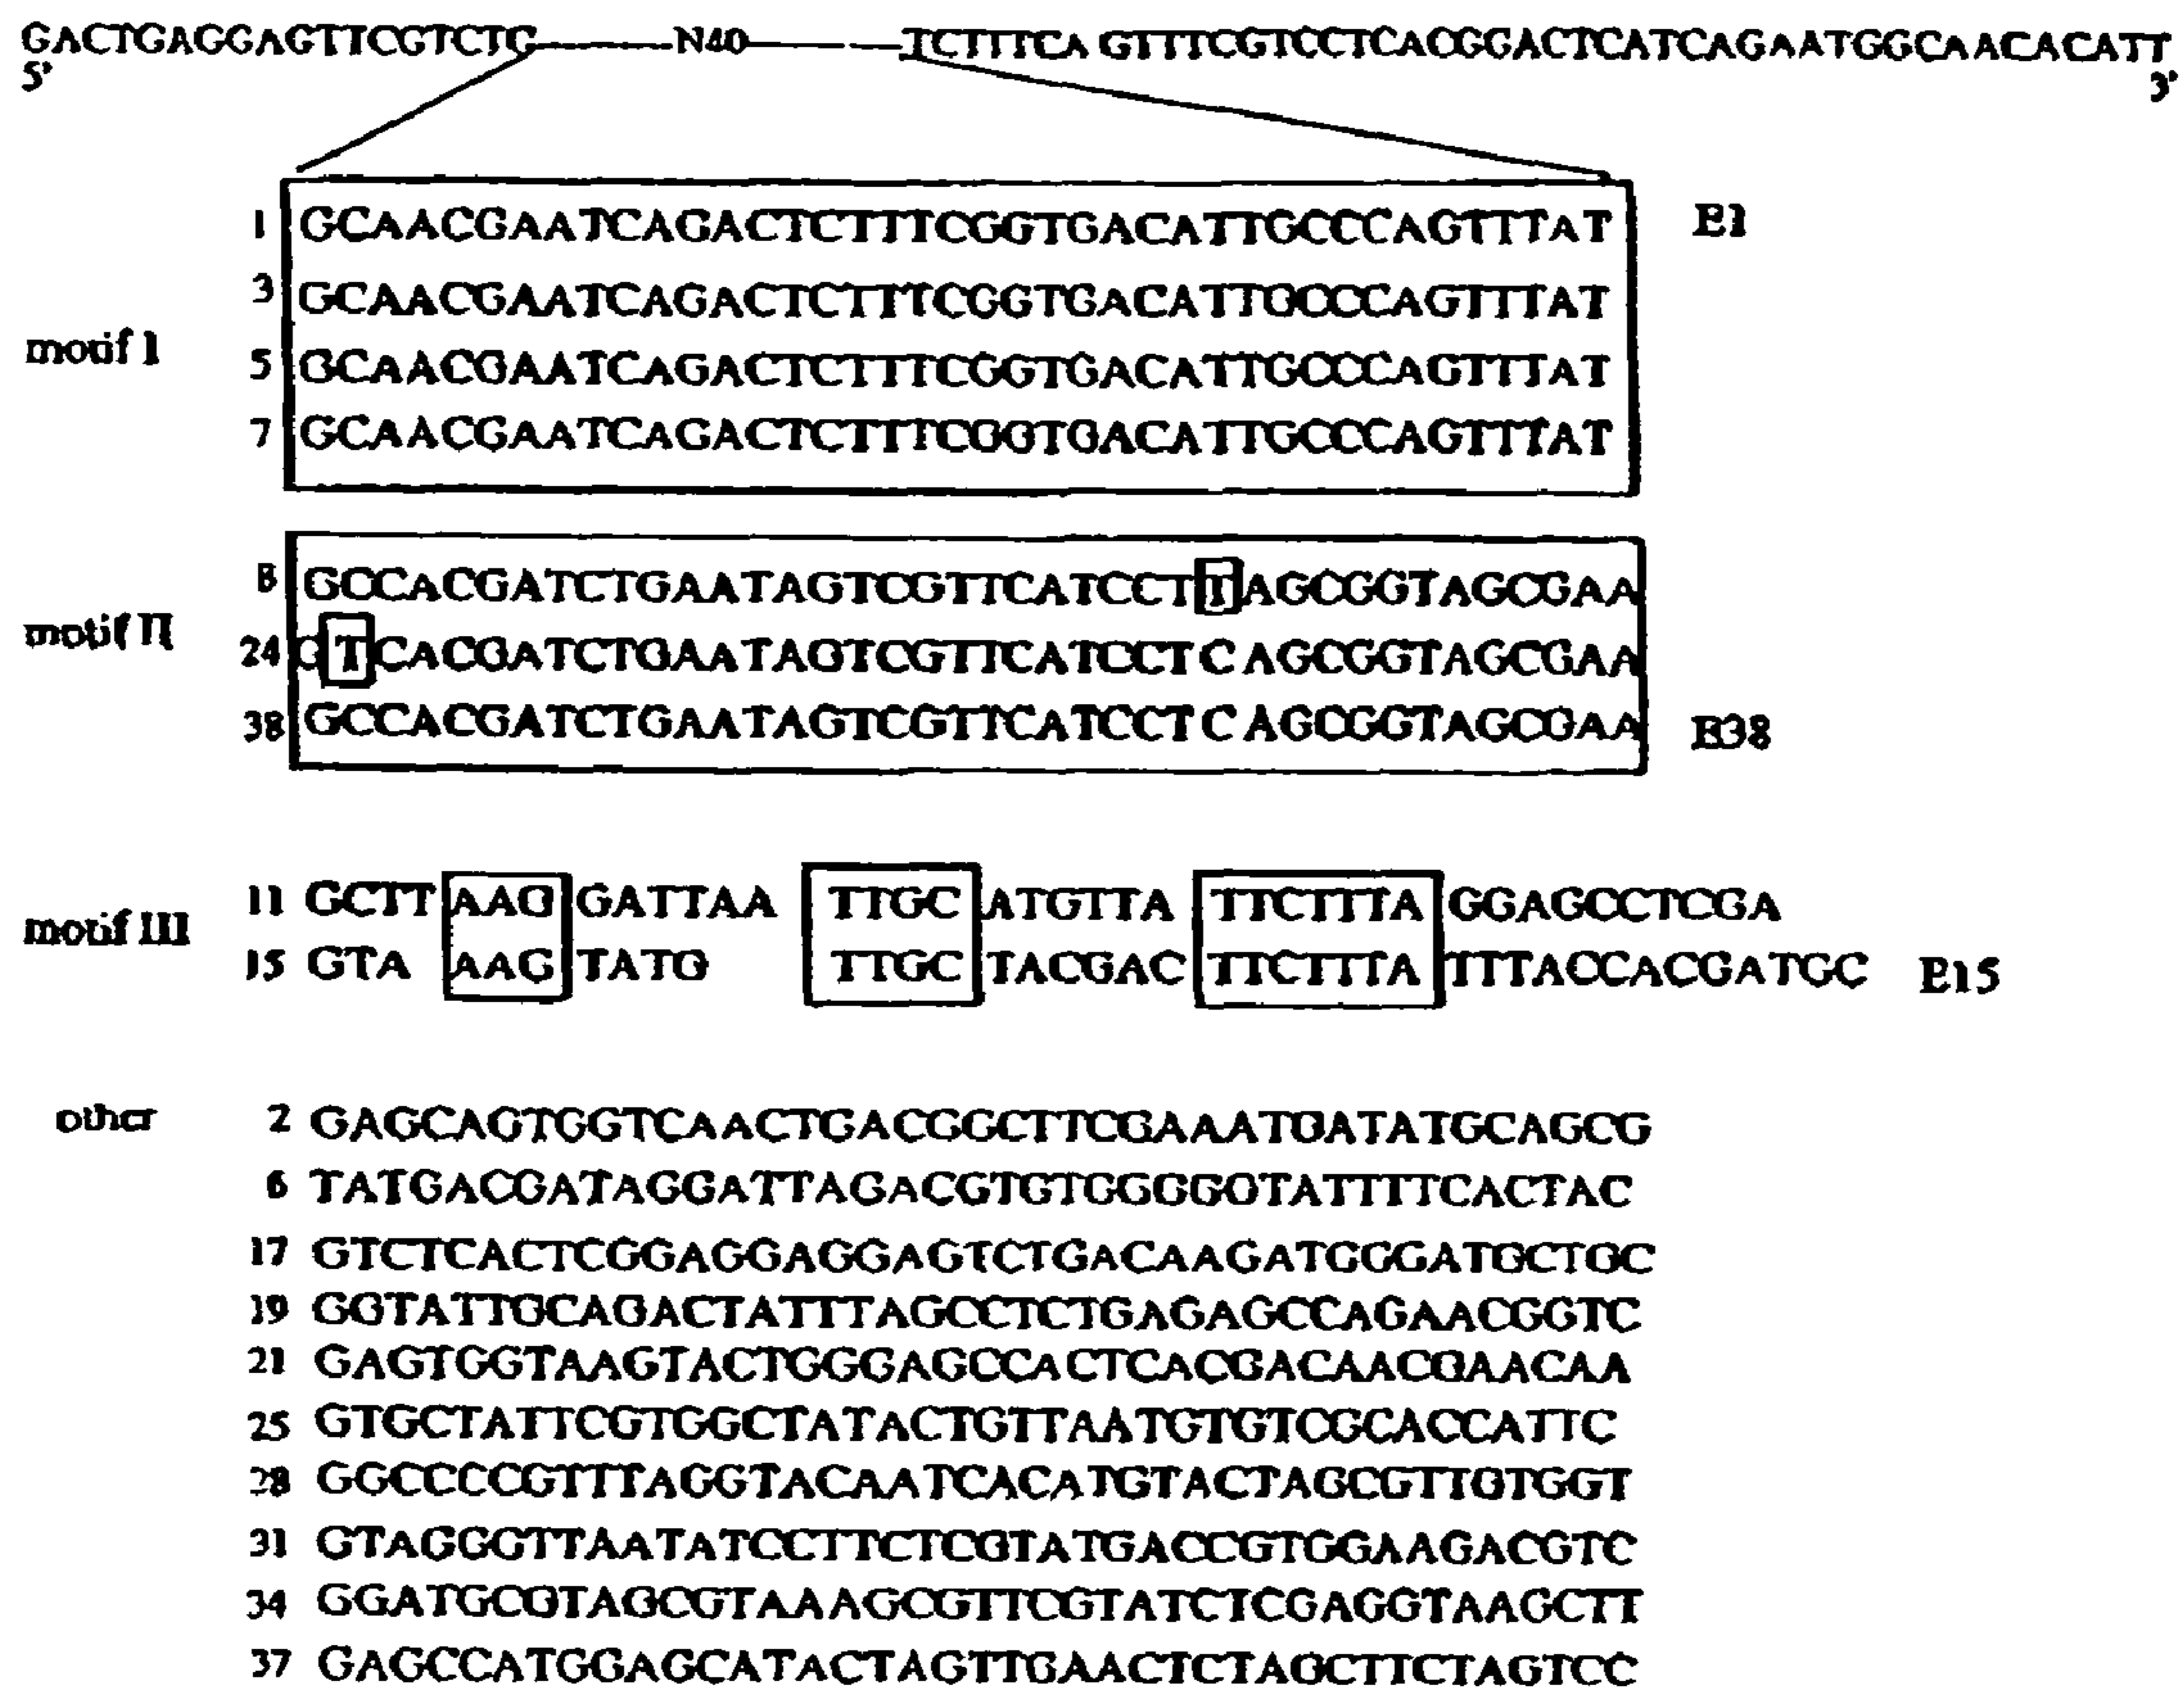 GACTGAGGAGTTCGTCTG N40 TCTTTCA GTTTCGTCCTCACGGACTCATCAGAATGGCAACACATT
5' 3'
1 GCAACGAATCAGACTCTTTCGGTGACATTGCCCAGTTTAT E1
3 GCAACGAATCAGACTCTTTCGGTGACATTGCCCAGTTTAT
motif I
5 GCAACGAATCAGACTCTTTCGGTGACATTGCCCAGTTTAT
7 GCAACGAATCAGACTCTTTCGGTGACATTGCCCAGTTTAT
8 GCCACGATCTGAATAGTCGTTCATCCTTAGCGGTAGCGAA
motif II 24 GTCACGATCTGAATAGTCGTTCATCCTCAGCGGTAGCGAA
38 GCCACGATCTGAATAGTCGTTCATCCTCAGCGGTAGCGAA E38
motif III 11 GCTT AAG GATTAA TTGC ATGTTA TTCTTTA GGAGCCTCGA
15 GTA AAG TATG TTGC TACGAC TTCTTTA TTTACCACGATGC E15
other 2 GAGCAGTGGTCAACTGACGGCTTCGAAATGATATGCAGCG
6 TATGACGATAGGATTAGACGTGTGGGGGTATTTTCACTAC
17 GTCTCACTCGGAGGAGGAGTCTGACAAGATGGGATGCTGC
19 GGTATTGCAGACTATTTAGCCTCTGAGAGCCAGAACGGTC
21 GAGTGGTAAGTACTGGGAGCCACTCACGACAACGAACAA
25 GTGCTATTCGTGGCTATACTGTTAATGTGTCGCACCATTC
28 GGCCCCGTTTAGGTACAATCACATGTACTAGCGTTGTGGT
31 GTAGGGTTAATATCCTTCTCGTATGACCGTGGAAGACGTC
34 GGATGCGTAGCGTAAAGCGTTCGTATCTCGAGGTAAGCTT
37 GAGCCATGGAGCATACTAGTTGAACTCTAGCTTCTAGTCC